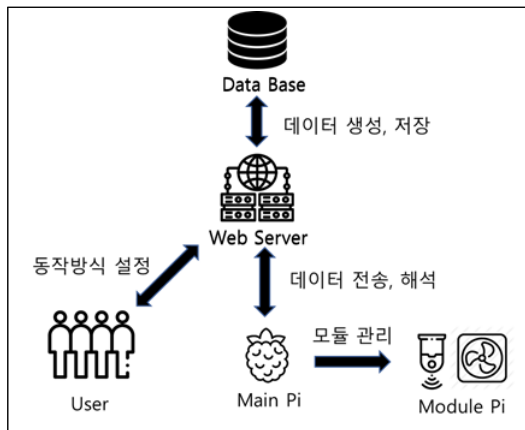 Data Base
데이터 생성, 저장
Web Server
동작방식 설정
데이터 전송, 해석
모듈 관리
User
Main Pi
Module Pi